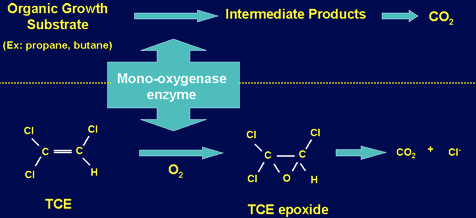 Organic Growth
Substrate
(Ex: propane, butane)
Intermediate Products
CO2
Mono-oxygenase
enzyme
Cl
Cl
C
C
Cl
H
TCE
O2
Cl
Cl
C
C
Cl
O
H
TCE epoxide
CO2 + Cl-